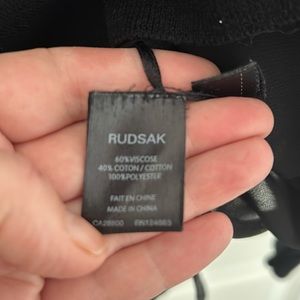 RUDSAK
60%VISCOSE
40% COTON / COTTON
100%POLYESTER
FAIT EN CHINE
MADE IN CHINA